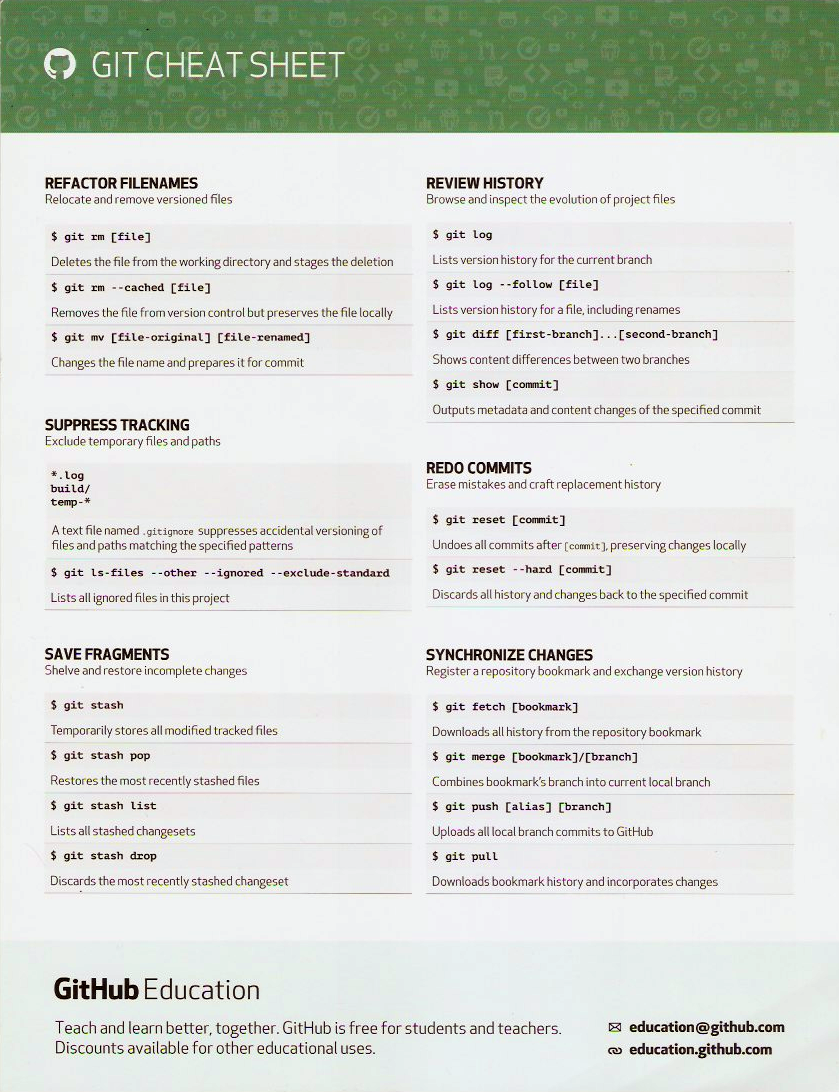 GIT CHEAT SHEET
REFACTOR FILENAMES
Relocate and remove versioned files
$ git rm [file]
Deletes the file from the working directory and stages the deletion
$ git rm --cached [file]
Removes the file from version control but preserves the file locally
$ git mv [file-original] [file-renamed]
Changes the file name and prepares it for commit
SUPPRESS TRACKING
Exclude temporary files and paths
*.log
build/
temp-*
A text file named .gitignore suppresses accidental versioning of
files and paths matching the specified patterns
$ git ls-files --other --ignored --exclude-standard
Lists all ignored files in this project
SAVE FRAGMENTS
Shelve and restore incomplete changes
$ git stash
Temporarily stores all modified tracked files
$ git stash pop
Restores the most recently stashed files
$ git stash list
Lists all stashed changesets
$ git stash drop
Discards the most recently stashed changeset
REVIEW HISTORY
Browse and inspect the evolution of project files
$ git log
Lists version history for the current branch
$ git log --follow [file]
Lists version history for a file, including renames
$ git diff [first-branch]...[second-branch]
Shows content differences between two branches
$ git show [commit]
Outputs metadata and content changes of the specified commit
REDO COMMITS
Erase mistakes and craft replacement history
$ git reset [commit]
Undoes all commits after [commit], preserving changes locally
$ git reset --hard [commit]
Discards all history and changes back to the specified commit
SYNCHRONIZE CHANGES
Register a repository bookmark and exchange version history
$ git fetch [bookmark]
Downloads all history from the repository bookmark
$ git merge [bookmark]/[branch]
Combines bookmark's branch into current local branch
$ git push [alias] [branch]
Uploads all local branch commits to GitHub
$ git pull
Downloads bookmark history and incorporates changes
GitHub Education
Teach and learn better, together. GitHub is free for students and teachers.
Discounts available for other educational uses.
education@github.com
education.github.com